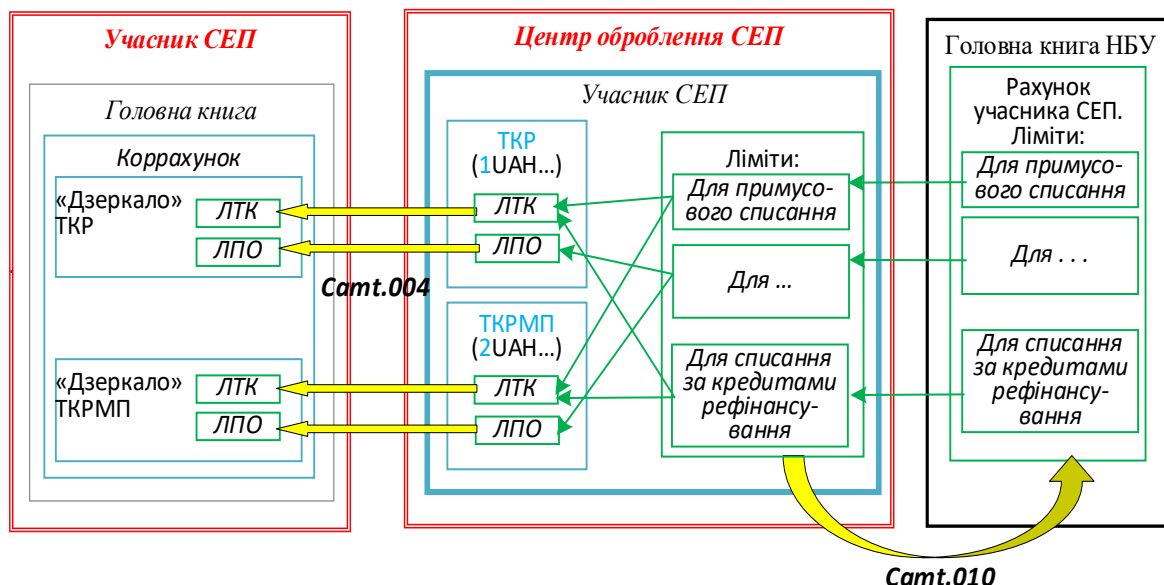 Учасник СЕП
Головна книга
Коррахунок
«Дзеркало»
ТКР
ЛТК
ЛПО
«Дзеркало»
ТКРМП
ЛТК
ЛПО
Camt.004
Центр оброблення СЕП
Учасник СЕП
ТКР
(1UAH...)
ЛТК
ЛПО
ТКРМП
(2UAH...)
ЛТК
ЛПО
Ліміти:
Для примусо-
вого списання
Для ...
Для списання
за кредитами
рефінансу-
вання
Головна книга НБУ
Рахунок
учасника СЕП.
Ліміти:
Для примусо-
вого списання
Для . . .
Для списання
за кредитами
рефінансу-
вання
Camt.010